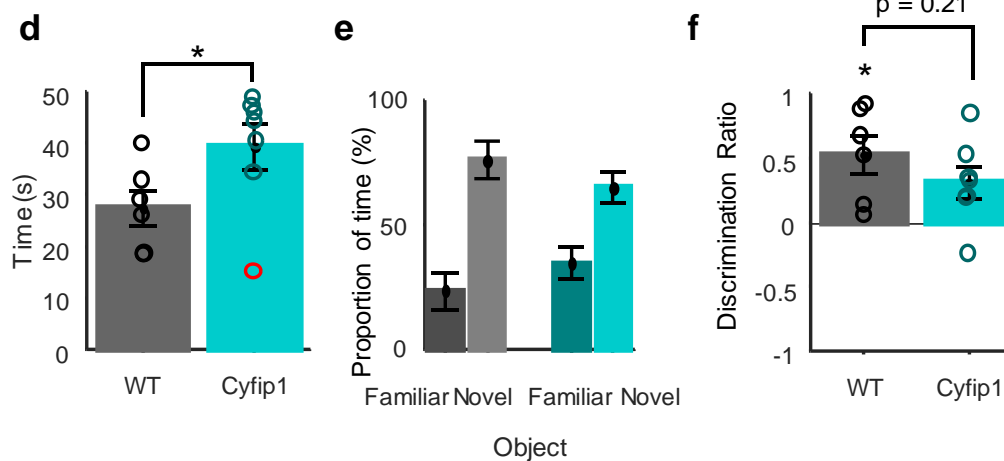 d
*
Time(s)
50
40
30
20
10
0
WT Cyfip1
e
Proportion of time (%)
100
50
0
Familiar Novel Familiar Novel
Object
f
p = 0.21
*
Discrimination Ratio
1
0.5
0
-0.5
-1
WT Cyfip1